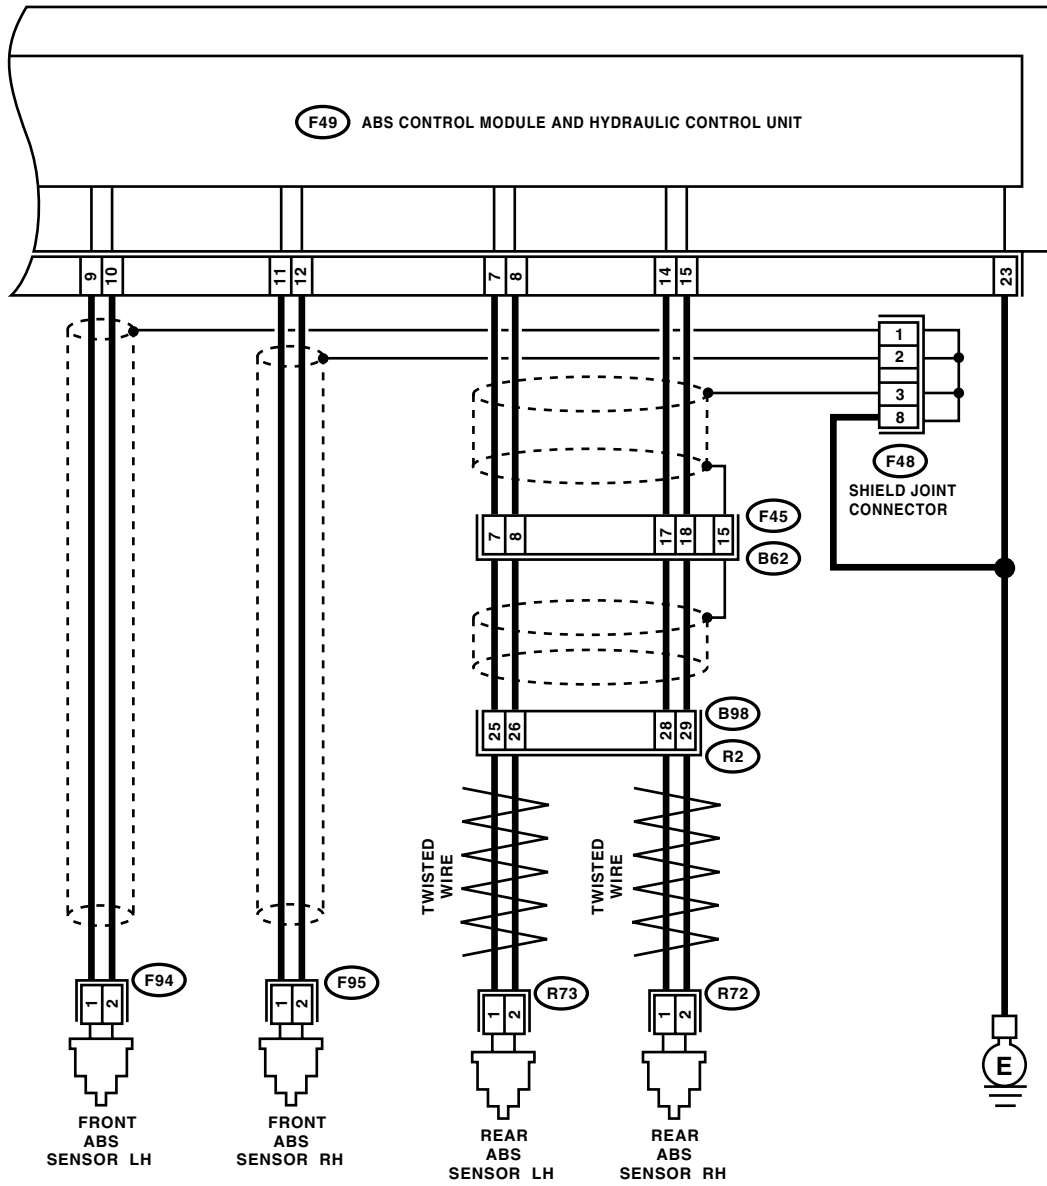 F49 ABS CONTROL MODULE AND HYDRAULIC CONTROL UNIT
9 10 11 12 7 8 14 15 23
1
2
3
8
F48
SHIELD JOINT
CONNECTOR
7 8 17 18 15
F45
B62
25 26 28 29
B98
R2
TWISTED
WIRE
TWISTED
WIRE
1 2 F94
1 2 F95
1 2 R73
1 2 R72
E
FRONT
ABS
SENSOR LH
FRONT
ABS
SENSOR RH
REAR
ABS
SENSOR LH
REAR
ABS
SENSOR RH